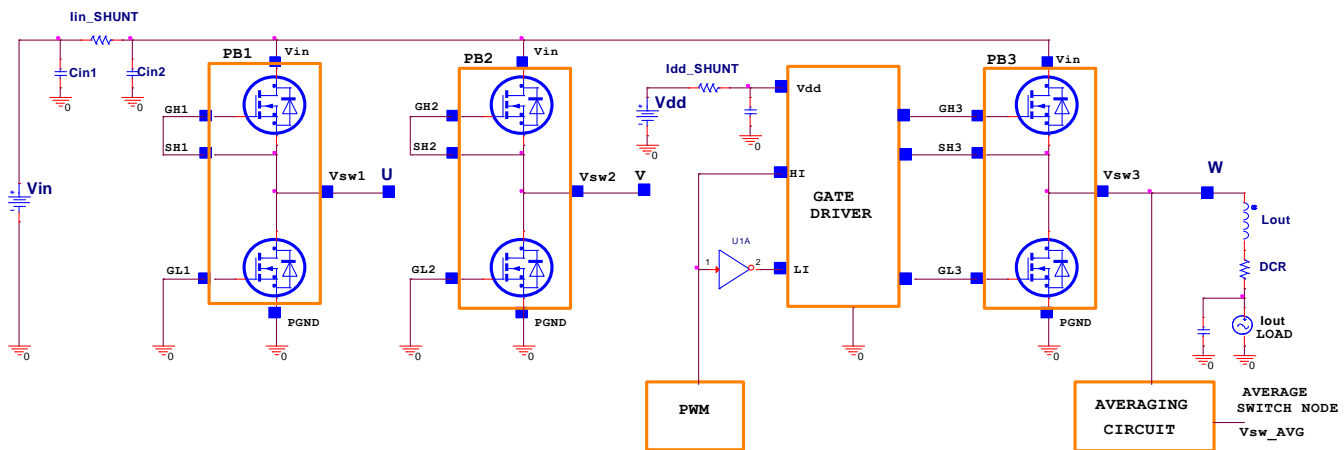 Iin_SHUNT
Cin1
Cin2
Vin
0
0
0
PB1
Vin
GH1
SH1
Vsw1
U
GL1
PGND
0
0
PB2
Vin
GH2
SH2
Vsw2
V
GL2
PGND
0
0
Idd_SHUNT
Vdd
0
0
Vdd
HI
GATE
DRIVER
U1A
1
2
LI
0
PWM
PB3
Vin
GH3
SH3
Vsw3
W
GL3
PGND
0
Lout
DCR
Iout
LOAD
0
0
AVERAGING
CIRCUIT
AVERAGE
SWITCH NODE
Vsw_AVG